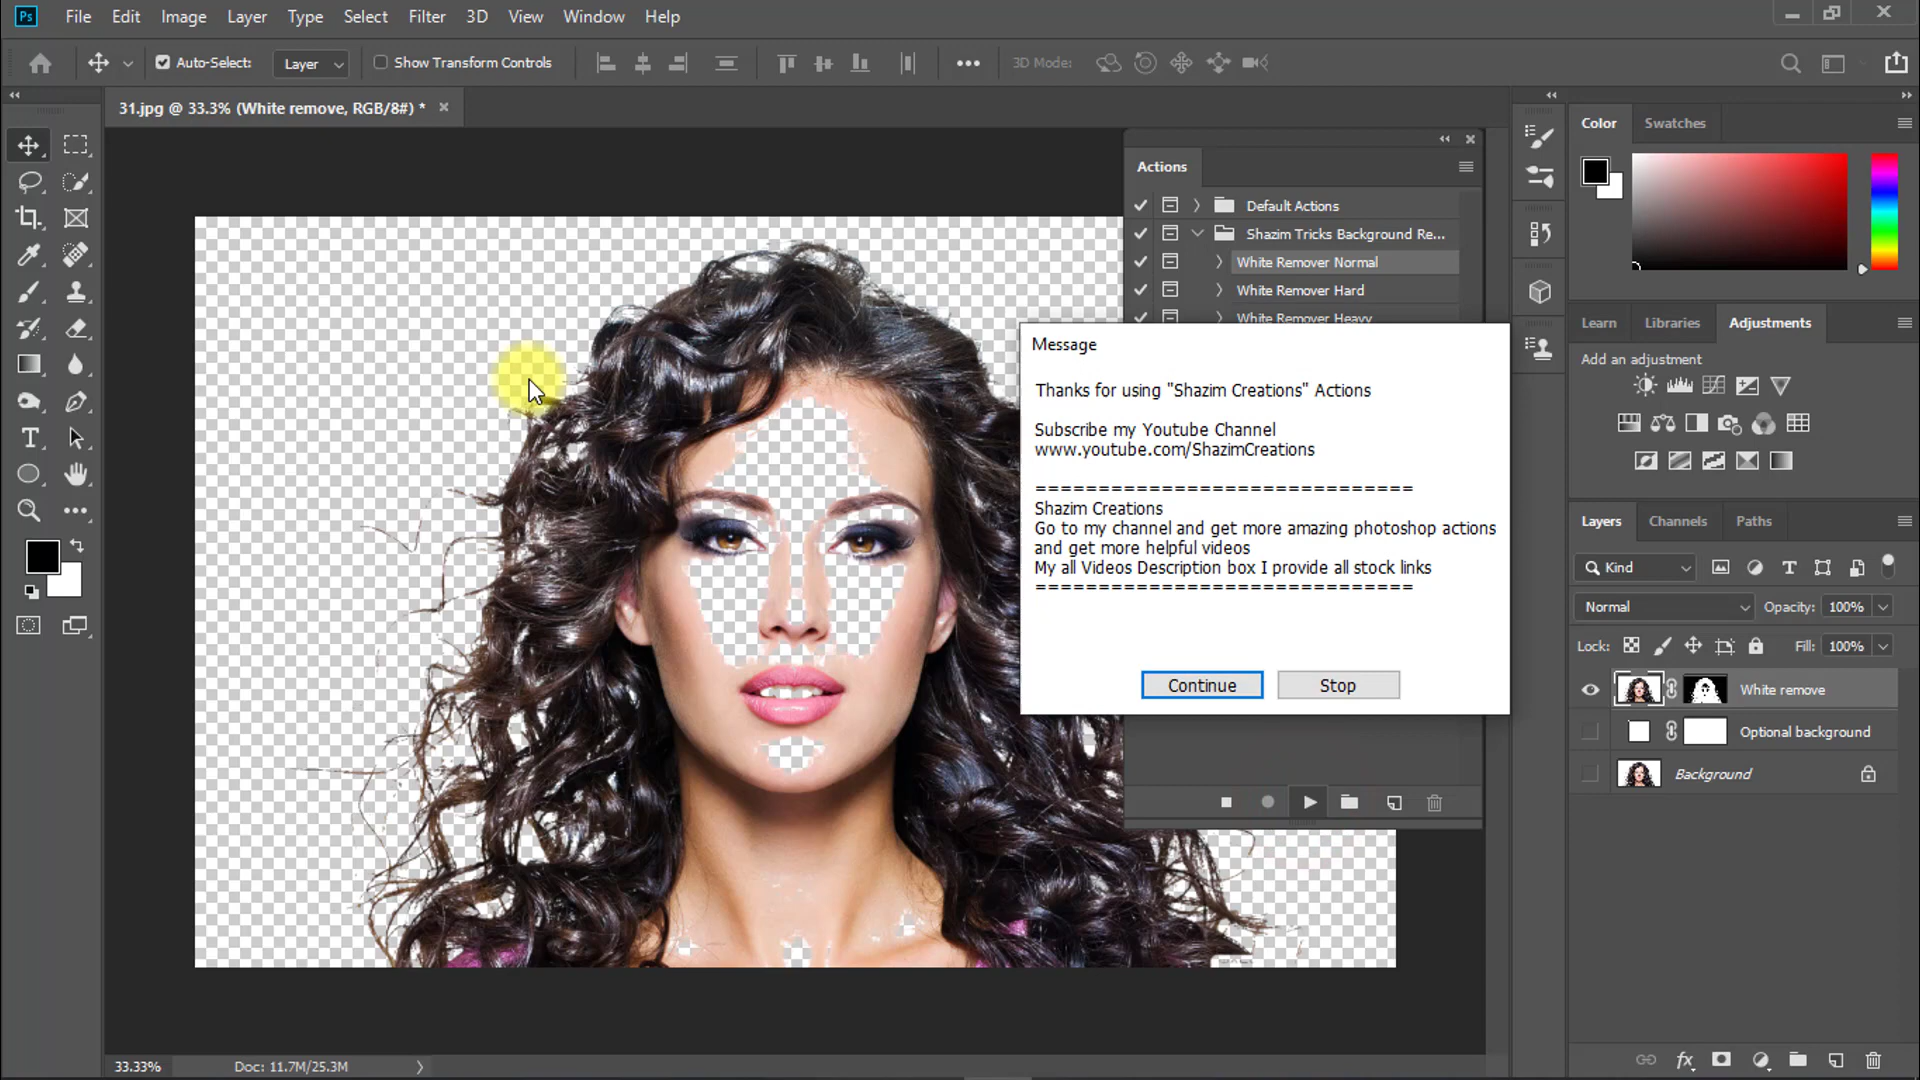 Ps
File Edit Image Layer Type Select Filter 3D View Window Help
Auto-Select: Layer Show Transform Controls 3D Mode:
31.jpg @ 33.3% (White remove, RGB/8#) *
Actions
Default Actions
Shazim Tricks Background Re...
White Remover Normal
White Remover Hard
White Remover Heavy
Message
Thanks for using "Shazim Creations" Actions
Subscribe my Youtube Channel
www.youtube.com/ShazimCreations
==============================
Shazim Creations
Go to my channel and get more amazing photoshop actions
and get more helpful videos
My all Videos Description box I provide all stock links
==============================
Continue Stop
Color Swatches
Learn Libraries Adjustments
Add an adjustment
Layers Channels Paths
Kind
Normal Opacity: 100%
Lock: Fill: 100%
White remove
Optional background
Background
33.33% Doc: 11.7M/25.3M